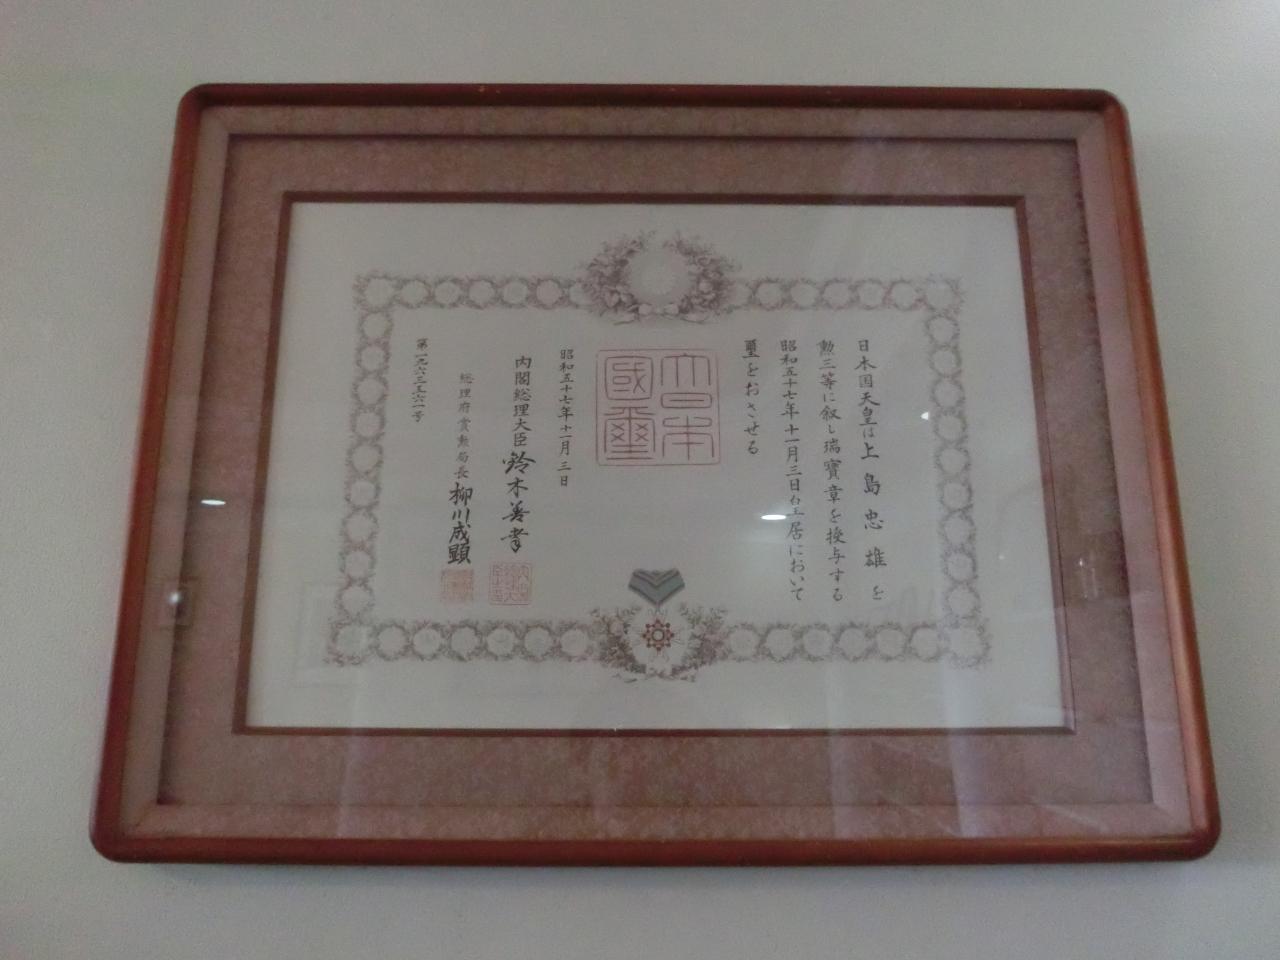 日本国天皇は上島忠雄を
勲三等に叙し瑞寶章を授与する
昭和五十七年十一月三日皇居において
璽をおさせる
大日本
國璽
昭和五十七年十一月三日
内閣総理大臣 鈴木善幸
総理府賞勲局長 柳川成顕